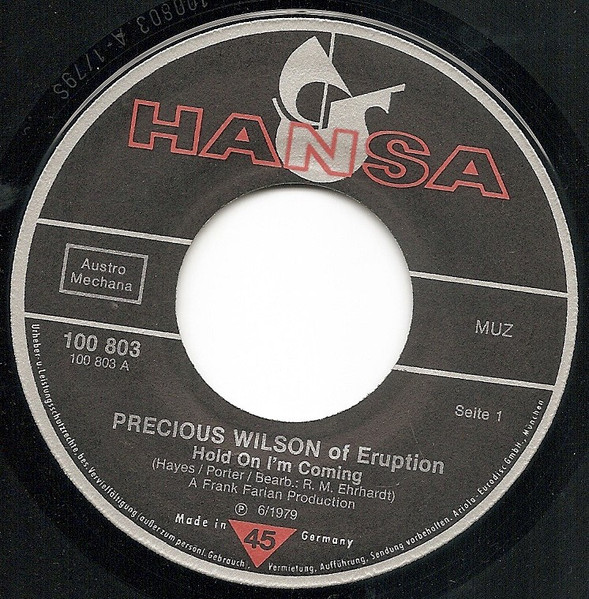 100803 A-1/79S
HANSA
Austro
Mechana
MUZ
100 803
100 803 A
Seite 1
PRECIOUS WILSON of Eruption
Hold On I'm Coming
(Hayes / Porter / Bearb.: R. M. Ehrhardt)
A Frank Farian Production
Ⓟ 6/1979
Made in 45 Germany
Urheber- u. Leistungsschutzrechte, bes. Vervielfältigung (außer zum persönl. Gebrauch), Vermietung, Aufführung, Sendung vorbehalten. Ariola-Eurodisc GmbH., München